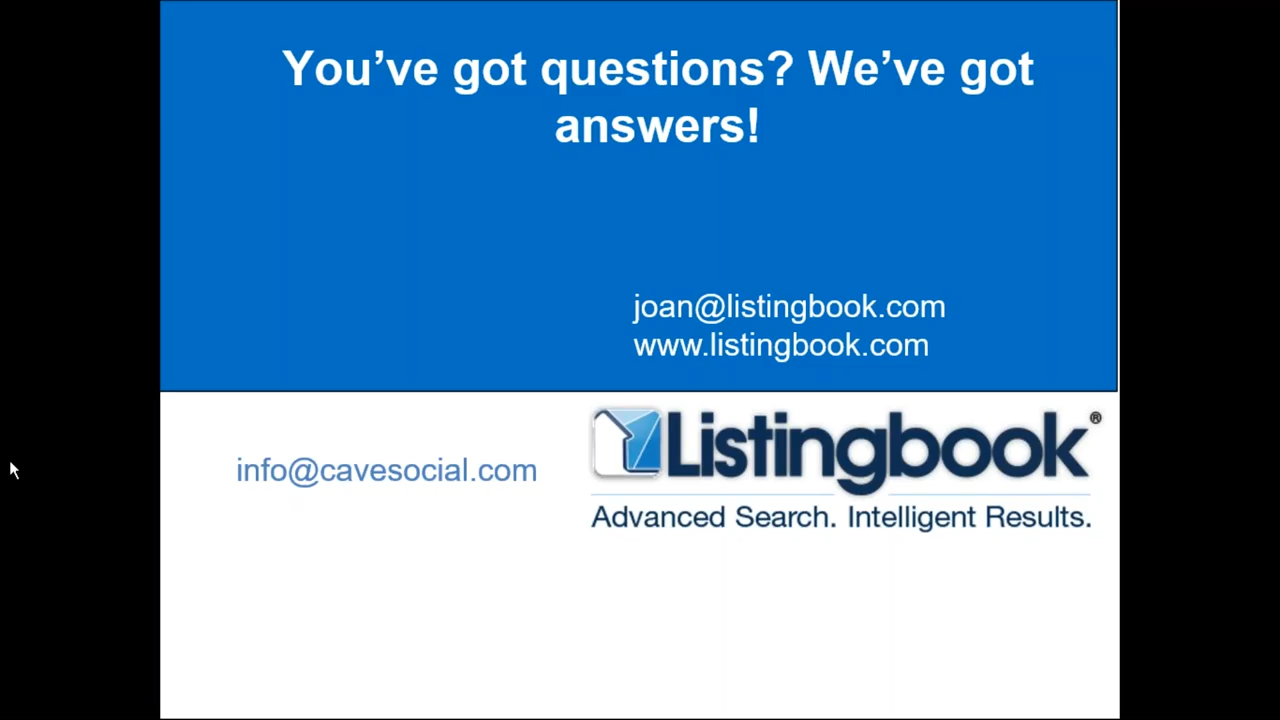 You’ve got questions? We’ve got
answers!
joan@listingbook.com
www.listingbook.com
info@cavesocial.com
Listingbook®
Advanced Search. Intelligent Results.